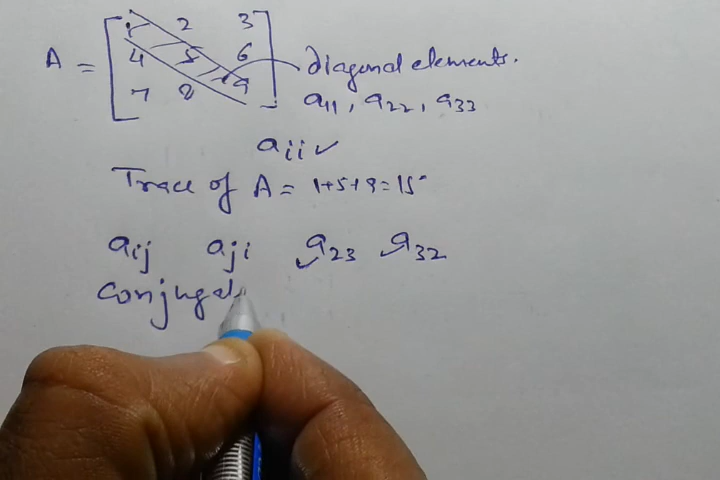 1 2 3
A = 4 5 6 diagonal elements.
7 8 9 a11, a22, a33
aii ✓
Trace of A = 1+5+9=15
aij aji a23 a32
Conjugate